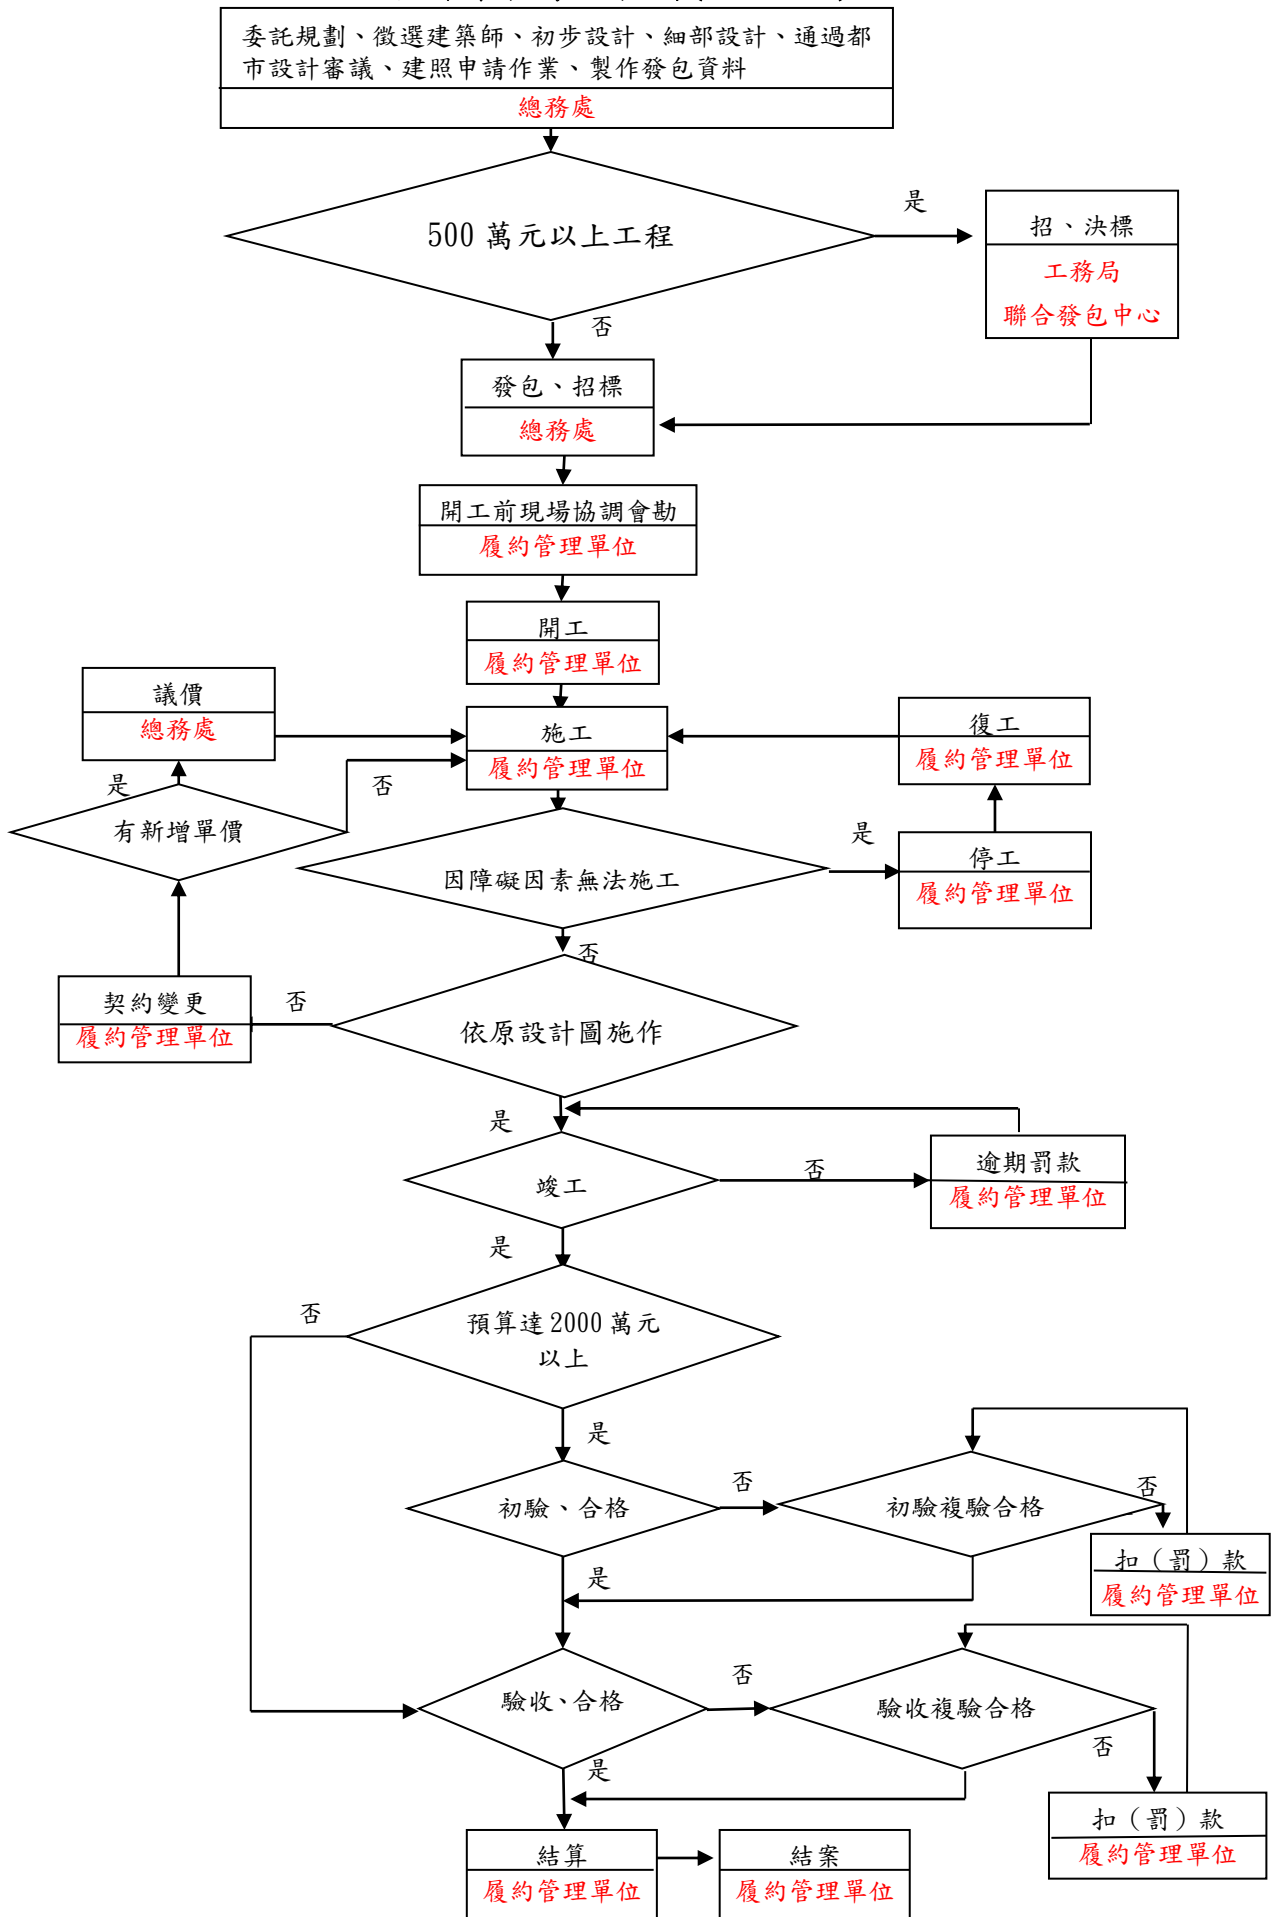 委託規劃、徵選建築師、初步設計、細部設計、通過都
市設計審議、建照申請作業、製作發包資料
總務處
500 萬元以上工程
是
招、決標
工務局
聯合發包中心
否
發包、招標
總務處
開工前現場協調會勘
履約管理單位
開工
履約管理單位
議價
總務處
施工
履約管理單位
復工
履約管理單位
是
否
有新增單價
因障礙因素無法施工
是
停工
履約管理單位
否
契約變更
履約管理單位
否
依原設計圖施作
是
竣工
否
逾期罰款
履約管理單位
是
否
預算達 2000 萬元
以上
是
初驗、合格
否
初驗複驗合格
否
扣（罰）款
履約管理單位
是
驗收、合格
否
驗收複驗合格
否
扣（罰）款
履約管理單位
是
結算
履約管理單位
結案
履約管理單位